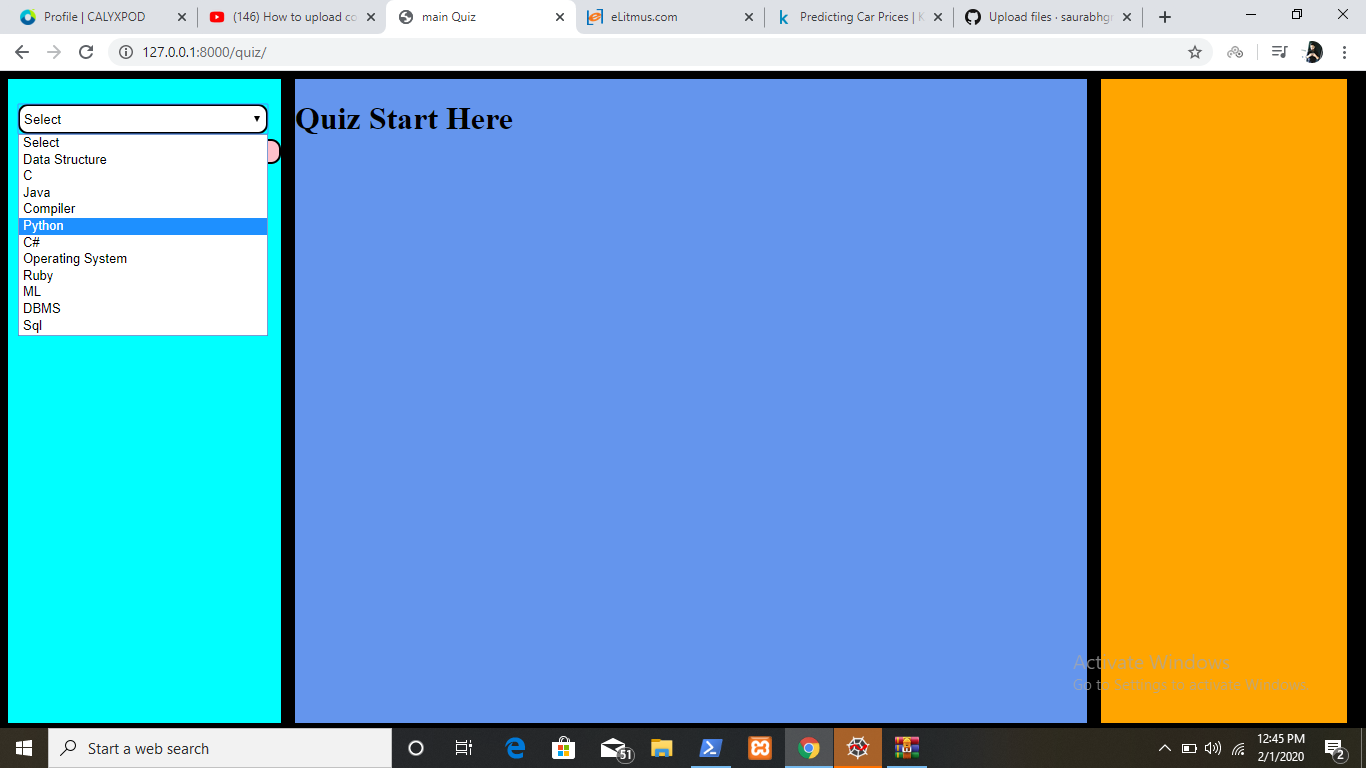 Profile | CALYXPOD
(146) How to upload co
main Quiz
eLitmus.com
Predicting Car Prices | K
Upload files · saurabhgr
127.0.0.1:8000/quiz/
Select
Quiz Start Here
Select
Data Structure
C
Java
Compiler
Python
C#
Operating System
Ruby
ML
DBMS
Sql
Activate Windows
Go to Settings to activate Windows.
Start a web search
51
12:45 PM
2/1/2020
2